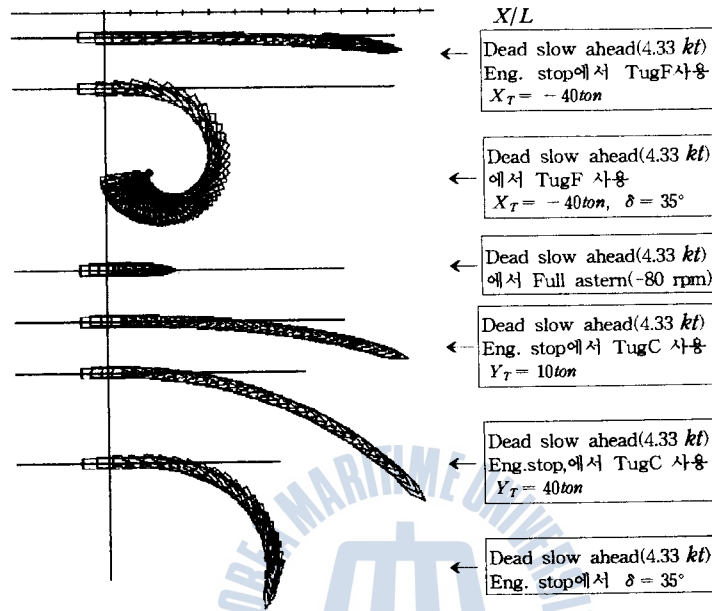 X/L
Dead slow ahead(4.33 kt)
Eng. stop에서 TugF사용
X_T = －40ton
Dead slow ahead(4.33 kt)
에서 TugF 사용
X_T = －40ton, δ = 35°
Dead slow ahead(4.33 kt)
에서 Full astern(-80 rpm)
Dead slow ahead(4.33 kt)
Eng. stop에서 TugC 사용
Y_T = 10ton
Dead slow ahead(4.33 kt)
Eng.stop,에서 TugC 사용
Y_T = 40ton
Dead slow ahead(4.33 kt)
Eng. stop에서 δ = 35°
MARITIME